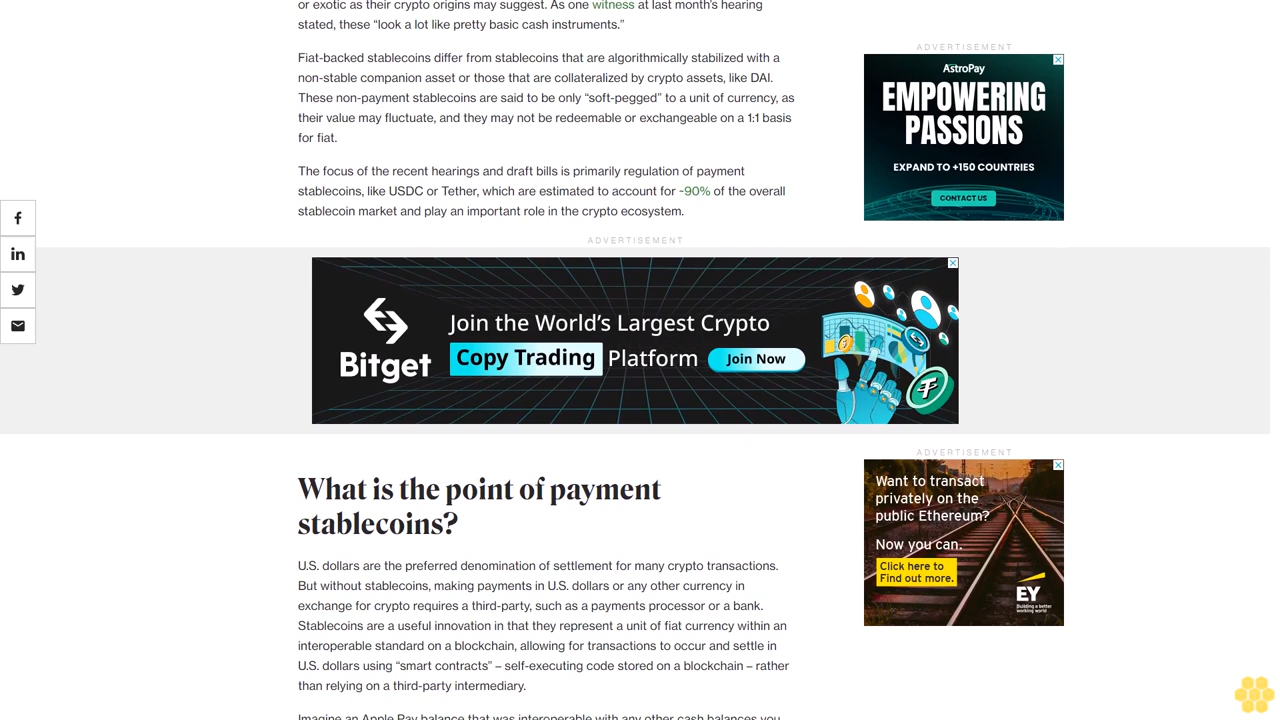 or exotic as their crypto origins may suggest. As one witness at last month's hearing
stated, these “look a lot like pretty basic cash instruments.”
Fiat-backed stablecoins differ from stablecoins that are algorithmically stabilized with a
non-stable companion asset or those that are collateralized by crypto assets, like DAI.
These non-payment stablecoins are said to be only “soft-pegged” to a unit of currency, as
their value may fluctuate, and they may not be redeemable or exchangeable on a 1:1 basis
for fiat.
The focus of the recent hearings and draft bills is primarily regulation of payment
stablecoins, like USDC or Tether, which are estimated to account for ~90% of the overall
stablecoin market and play an important role in the crypto ecosystem.
ADVERTISEMENT
AstroPay
EMPOWERING
PASSIONS
EXPAND TO +150 COUNTRIES
CONTACT US
ADVERTISEMENT
Bitget
Join the World's Largest Crypto
Copy Trading Platform
Join Now
What is the point of payment
stablecoins?
U.S. dollars are the preferred denomination of settlement for many crypto transactions.
But without stablecoins, making payments in U.S. dollars or any other currency in
exchange for crypto requires a third-party, such as a payments processor or a bank.
Stablecoins are a useful innovation in that they represent a unit of fiat currency within an
interoperable standard on a blockchain, allowing for transactions to occur and settle in
U.S. dollars using “smart contracts” – self-executing code stored on a blockchain – rather
than relying on a third-party intermediary.
Imagine an Apple Pay balance that was interoperable with any other cash balances you
ADVERTISEMENT
Want to transact
privately on the
public Ethereum?
Now you can.
Click here to
Find out more.
EY
Building a better
working world